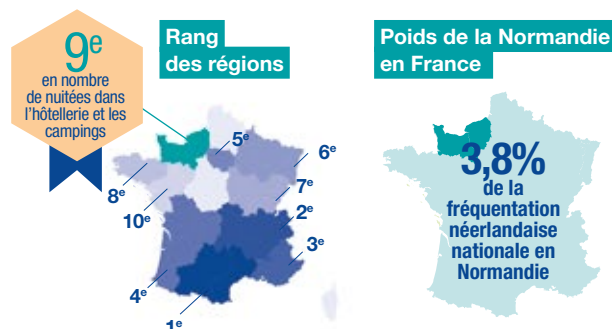 9e
en nombre
de nuitées dans
l'hôtellerie et les
campings
Rang
des régions
5e
6e
8e
7e
10e
2e
3e
4e
1e
Poids de la Normandie
en France
3,8%
de la
fréquentation
néerlandaise
nationale en
Normandie